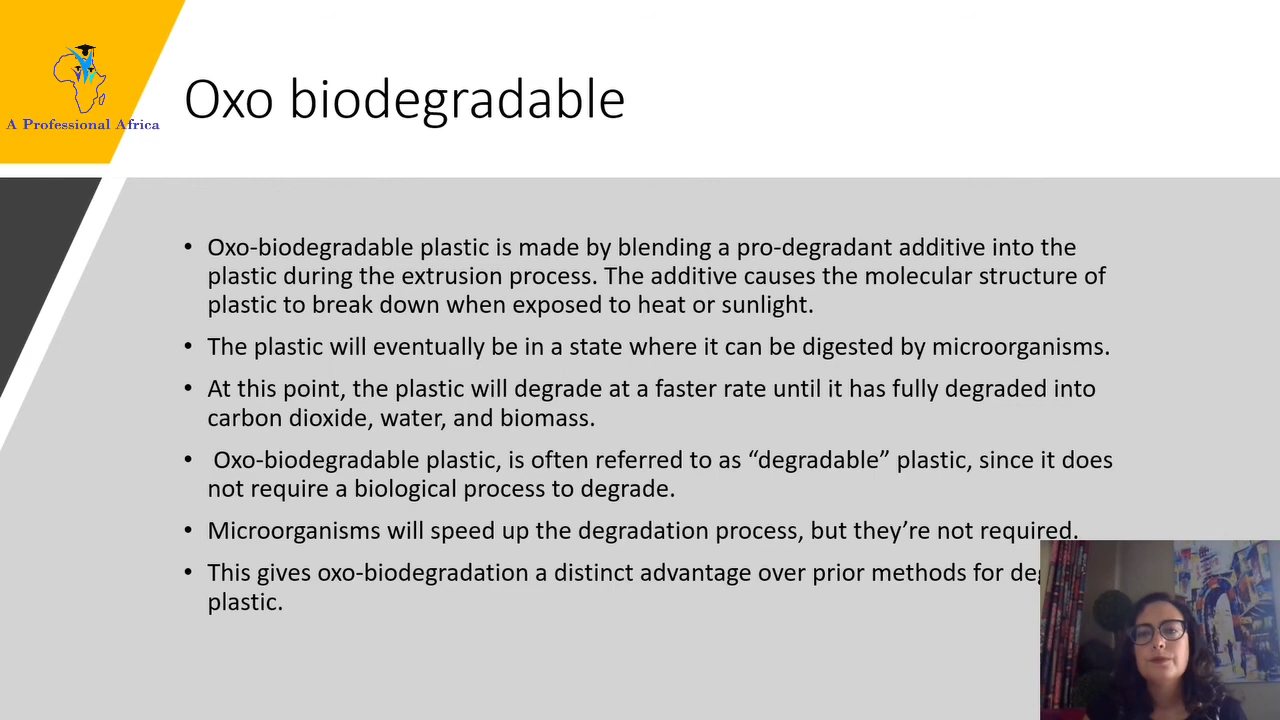 A Professional Africa
Oxo biodegradable
• Oxo-biodegradable plastic is made by blending a pro-degradant additive into the
plastic during the extrusion process. The additive causes the molecular structure of
plastic to break down when exposed to heat or sunlight.
• The plastic will eventually be in a state where it can be digested by microorganisms.
• At this point, the plastic will degrade at a faster rate until it has fully degraded into
carbon dioxide, water, and biomass.
• Oxo-biodegradable plastic, is often referred to as “degradable” plastic, since it does
not require a biological process to degrade.
• Microorganisms will speed up the degradation process, but they’re not required.
• This gives oxo-biodegradation a distinct advantage over prior methods for
plastic.